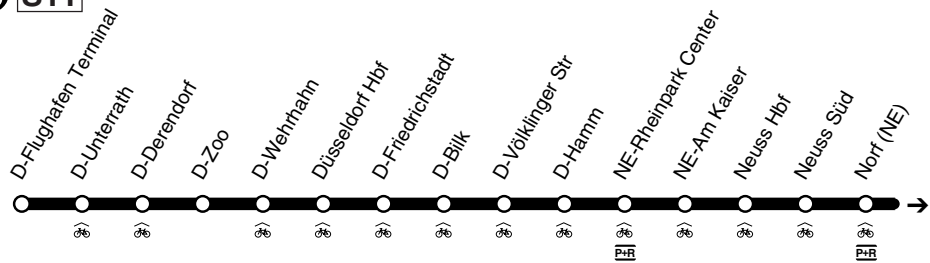 D-Flughafen Terminal
D-Unterrath
D-Derendorf
D-Zoo
D-Wehrhahn
Düsseldorf Hbf
D-Friedrichstadt
D-Bilk
D-Völklinger Str
D-Hamm
NE-Rheinpark Center
NE-Am Kaiser
Neuss Hbf
Neuss Süd
Norf (NE)
P+R
P+R